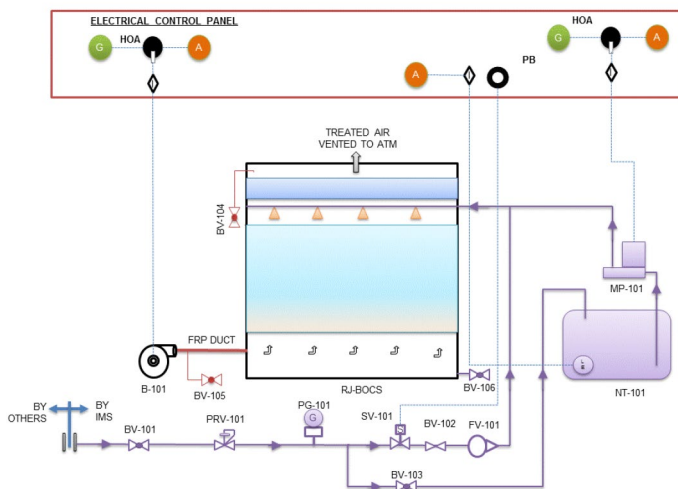 ELECTRICAL CONTROL PANEL
HOA
G
A
HOA
G
A
A
PB
TREATED AIR
VENTED TO ATM
BV-104
MP-101
FRP DUCT
B-101
BV-105
RJ-BOCS
BV-106
NT-101
BY
OTHERS
BY
IMS
BV-101
PRV-101
PG-101
G
SV-101
S
BV-102
FV-101
BV-103